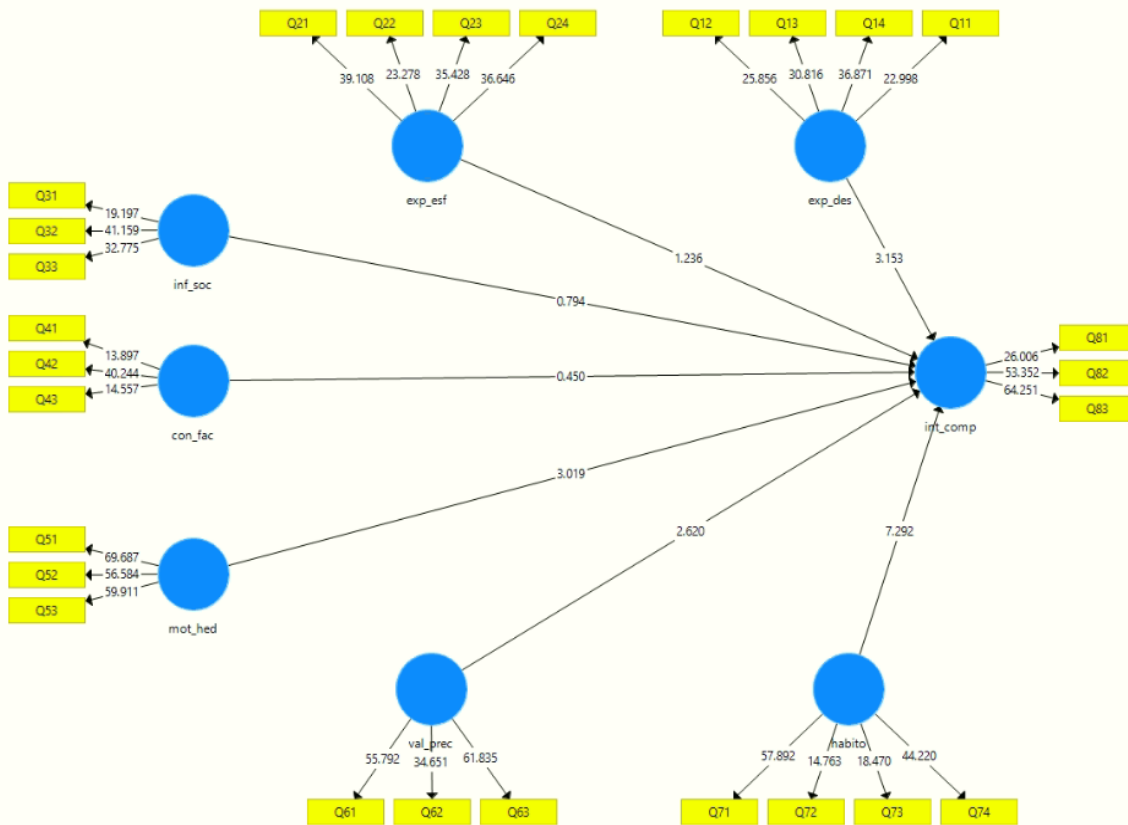 Q21
Q22
Q23
Q24
Q12
Q13
Q14
Q11
39.108
23.278
35.428
36.646
25.856
30.816
36.871
22.998
exp_esf
exp_des
Q31
Q32
Q33
19.197
41.159
32.775
inf_soc
1.236
3.153
0.794
Q41
Q42
Q43
13.897
40.244
14.557
con_fac
0.450
Q81
Q82
Q83
26.006
53.352
64.251
int_comp
3.019
2.620
7.292
Q51
Q52
Q53
69.687
56.584
59.911
mot_hed
val_prec
habito
55.792
34.651
61.835
57.892
14.763
18.470
44.220
Q61
Q62
Q63
Q71
Q72
Q73
Q74